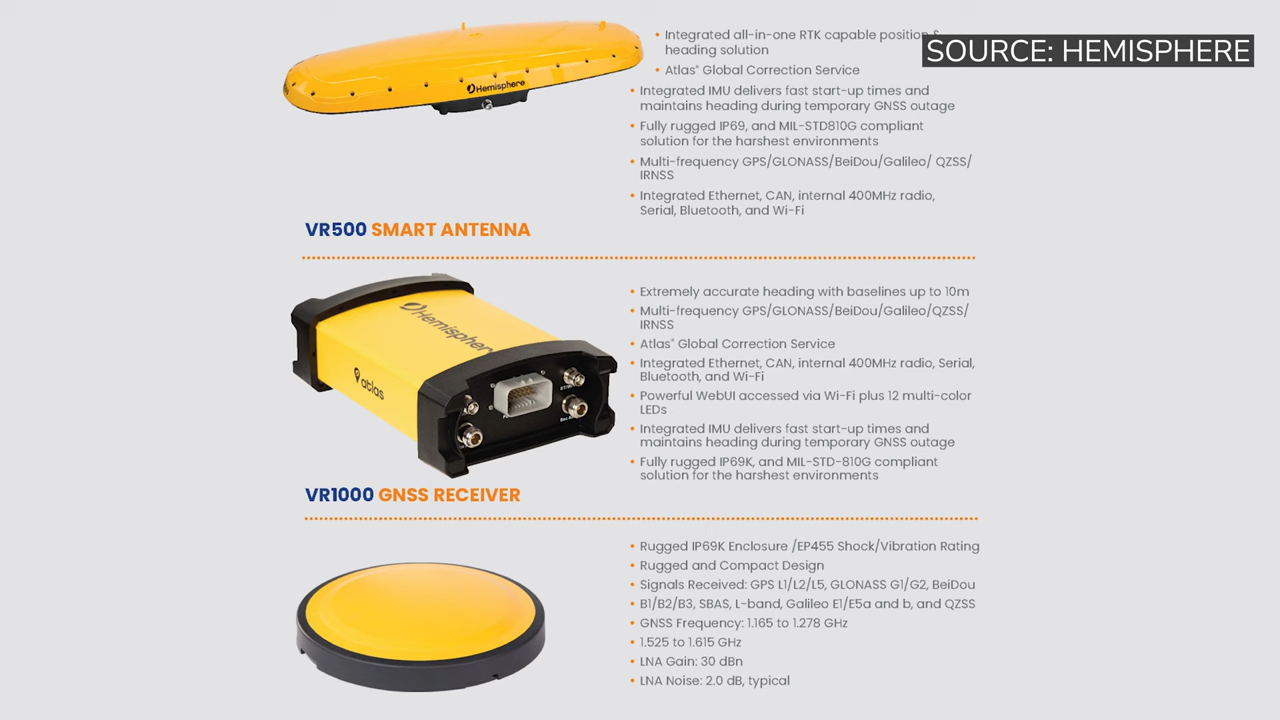 Integrated all-in-one RTK capable position &
heading solution
SOURCE: HEMISPHERE
Atlas® Global Correction Service
Integrated IMU delivers fast start-up times and
maintains heading during temporary GNSS outage
Fully rugged IP69, and MIL-STD810G compliant
solution for the harshest environments
Multi-frequency GPS/GLONASS/BeiDou/Galileo/ QZSS/
IRNSS
Integrated Ethernet, CAN, internal 400MHz radio,
Serial, Bluetooth, and Wi-Fi
Hemisphere
VR500 SMART ANTENNA
Extremely accurate heading with baselines up to 10m
Multi-frequency GPS/GLONASS/BeiDou/Galileo/QZSS/
IRNSS
Atlas® Global Correction Service
Integrated Ethernet, CAN, internal 400MHz radio, Serial,
Bluetooth, and Wi-Fi
Powerful WebUI accessed via Wi-Fi plus 12 multi-color
LEDs
Integrated IMU delivers fast start-up times and
maintains heading during temporary GNSS outage
Fully rugged IP69K, and MIL-STD-810G compliant
solution for the harshest environments
Hemisphere
atlas
VR1000 GNSS RECEIVER
Rugged IP69K Enclosure /EP455 Shock/Vibration Rating
Rugged and Compact Design
Signals Received: GPS L1/L2/L5, GLONASS G1/G2, BeiDou
B1/B2/B3, SBAS, L-band, Galileo E1/E5a and b, and QZSS
GNSS Frequency: 1.165 to 1.278 GHz
1.525 to 1.615 GHz
LNA Gain: 30 dBn
LNA Noise: 2.0 dB, typical